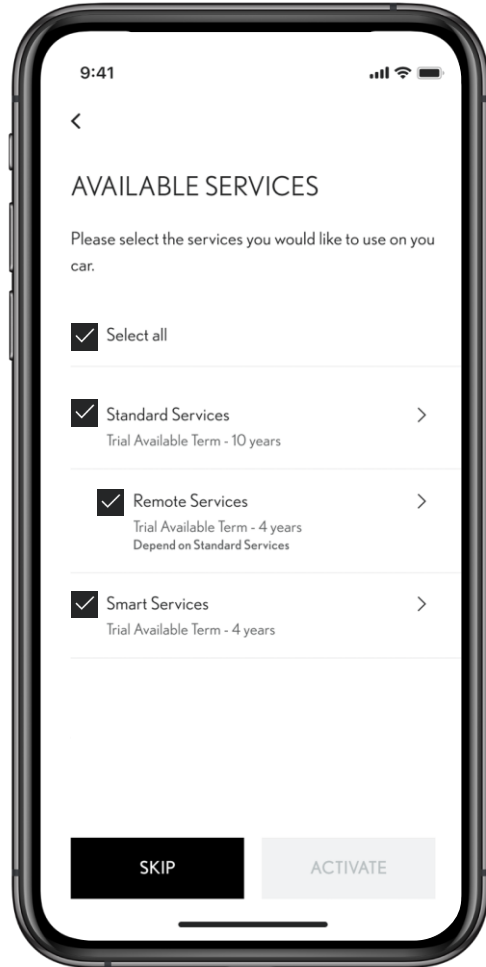 9:41
AVAILABLE SERVICES
Please select the services you would like to use on you
car.
Select all
Standard Services
Trial Available Term - 10 years
Remote Services
Trial Available Term - 4 years
Depend on Standard Services
Smart Services
Trial Available Term - 4 years
SKIP
ACTIVATE